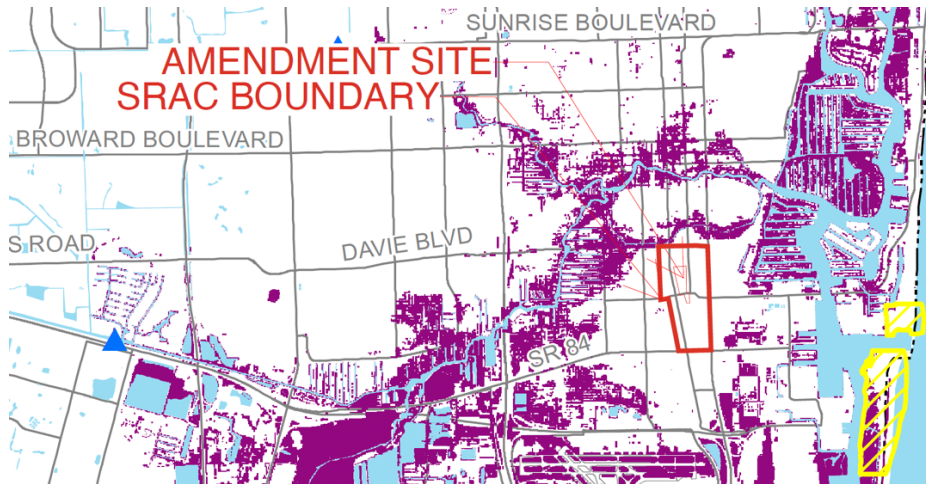 SUNRISE BOULEVARD
AMENDMENT SITE
SRAC BOUNDARY
BROWARD BOULEVARD
S ROAD
DAVIE BLVD
SR 84